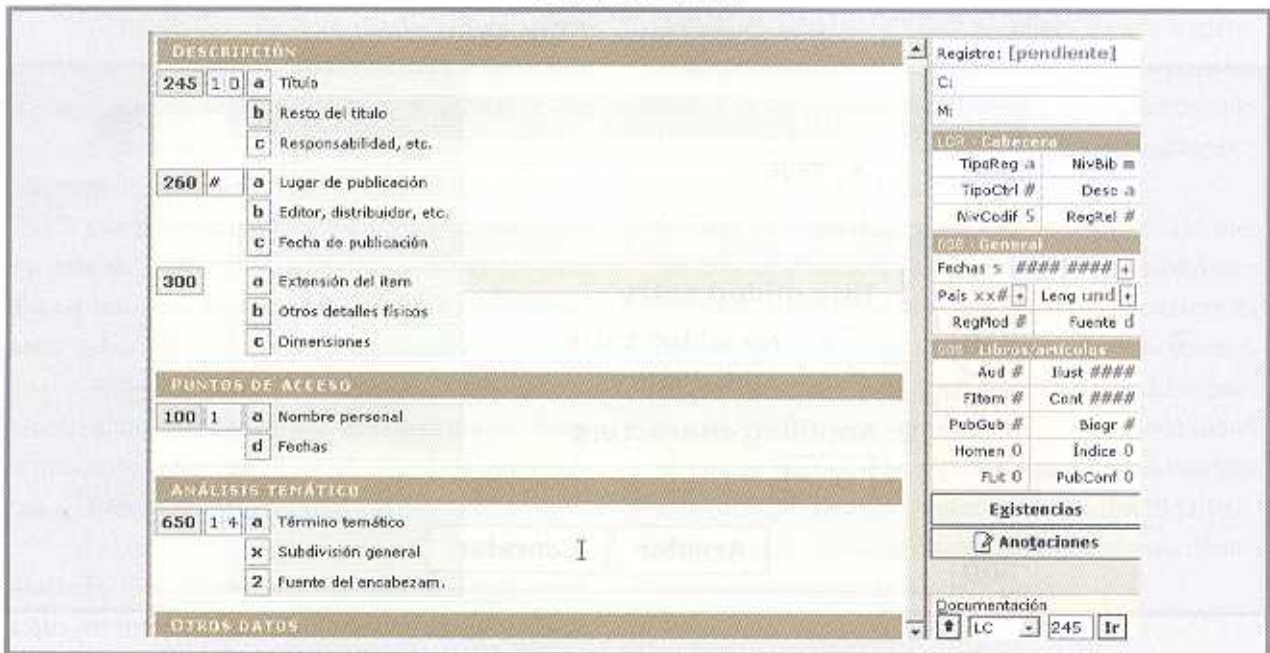 DESCRIPCIÓN
245 1 0 a Título
b Resto del título
c Responsabilidad, etc.
260 # a Lugar de publicación
b Editor, distribuidor, etc.
c Fecha de publicación
300 a Extensión del ítem
b Otros detalles físicos
c Dimensiones
PUNTOS DE ACCESO
100 1 a Nombre personal
d Fechas
ANÁLISIS TEMÁTICO
650 1 4 a Término temático
x Subdivisión general
2 Fuente del encabezam.
OTROS DATOS
Registro: [pendiente]
C:
M:
Cabecera
TipoReg a NivBib m
TipoCtrl # Desc a
NivCodif 5 RegRel #
General
Fechas s #### #### +
País xx# + Leng und +
RegMod # Fuente d
Libros/artículos
Aud # Ilust ####
FItem # Cont ####
PubGub # Biogr #
Homen 0 Índice 0
FLit 0 PubConf 0
Existencias
Anotaciones
Documentación
LC 245 Ir